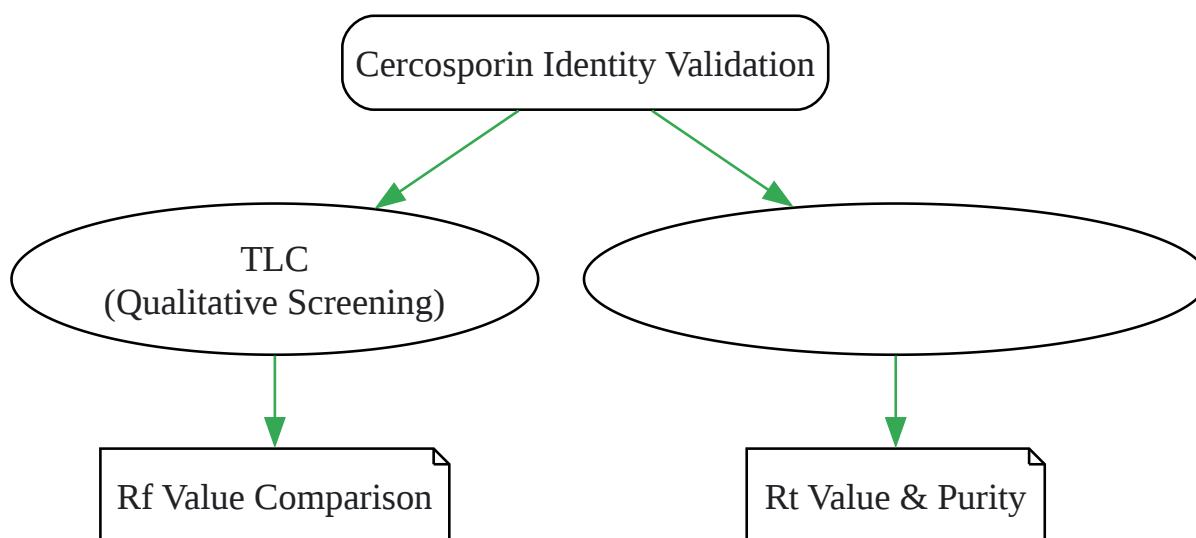 Cercosporin Identity Validation
TLC
(Qualitative Screening)
Rf Value Comparison
Rt Value & Purity